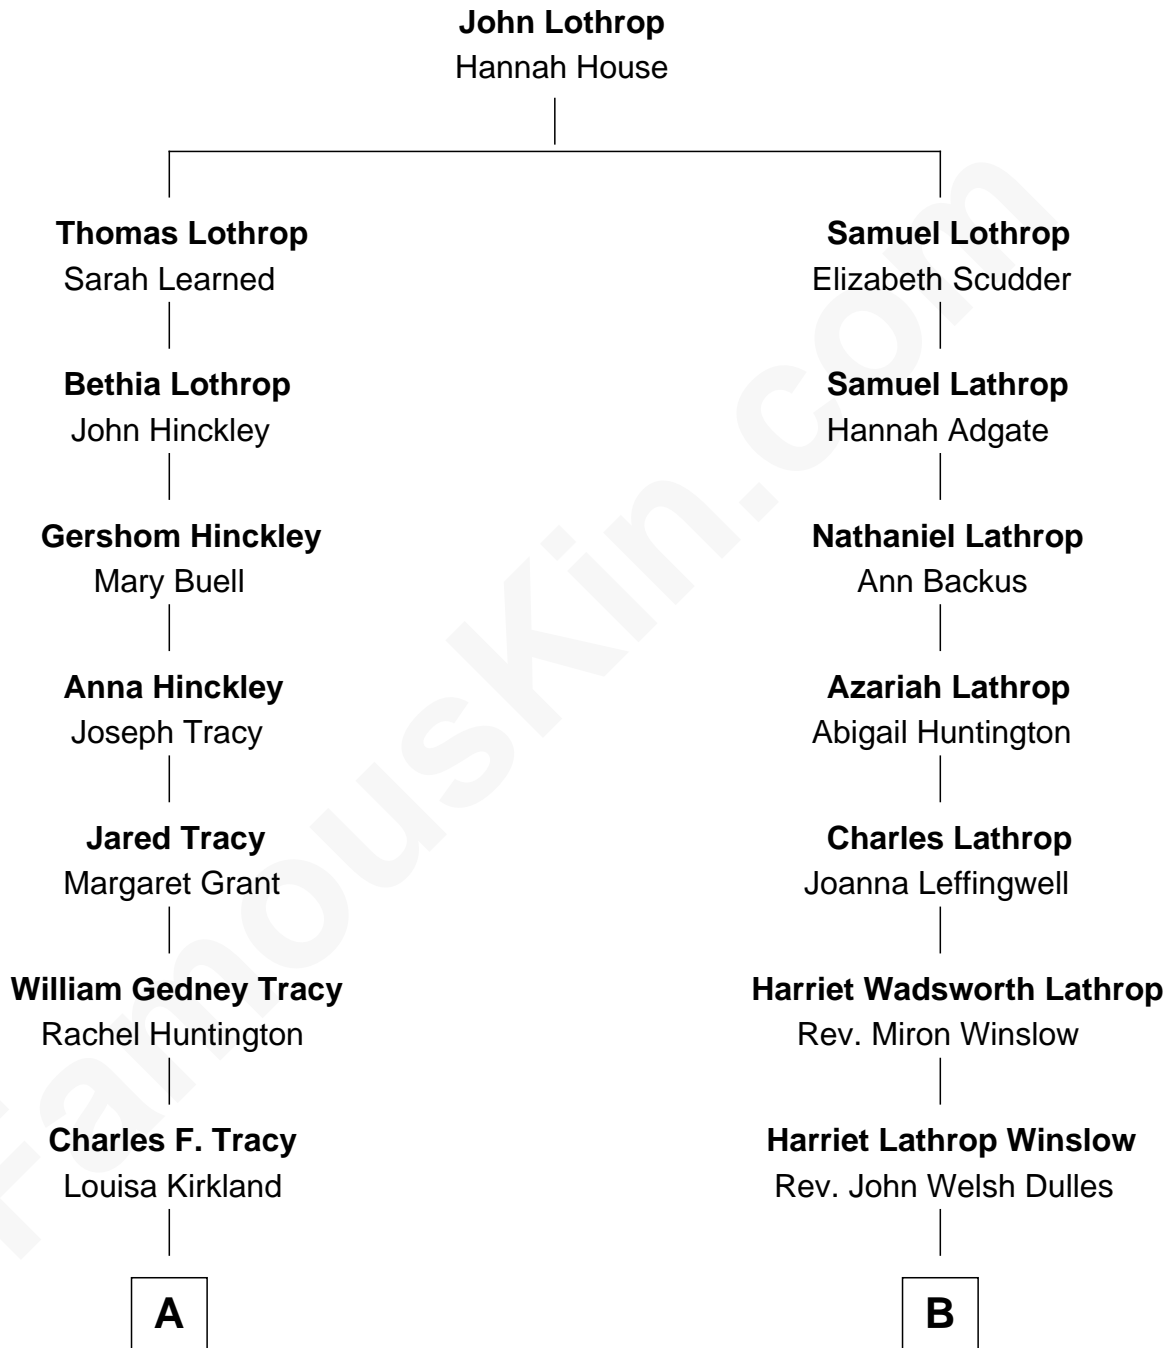 John Lothrop
Hannah House
Thomas Lothrop
Sarah Learned
Samuel Lothrop
Elizabeth Scudder
Bethia Lothrop
John Hinckley
Samuel Lathrop
Hannah Adgate
Gershom Hinckley
Mary Buell
Nathaniel Lathrop
Ann Backus
Anna Hinckley
Joseph Tracy
Azariah Lathrop
Abigail Huntington
Jared Tracy
Margaret Grant
Charles Lathrop
Joanna Leffingwell
William Gedney Tracy
Rachel Huntington
Harriet Wadsworth Lathrop
Rev. Miron Winslow
Charles F. Tracy
Louisa Kirkland
Harriet Lathrop Winslow
Rev. John Welsh Dulles
A
B
FamousKin.com